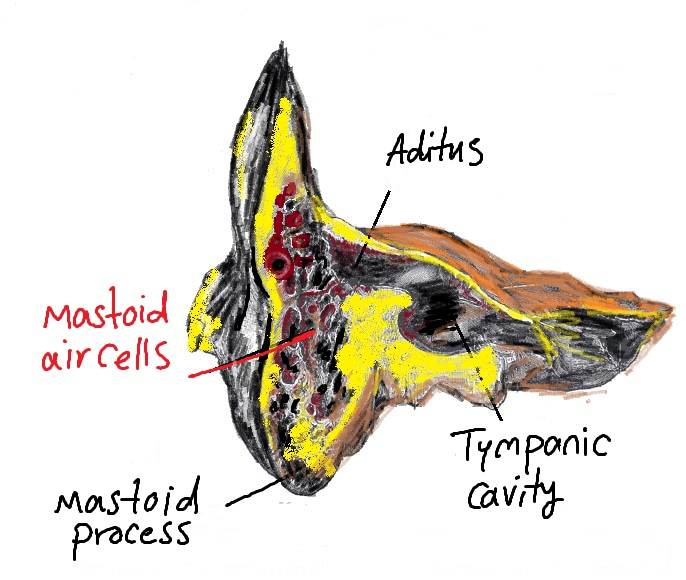 Aditus
Mastoid
air cells
Tympanic
cavity
Mastoid
process